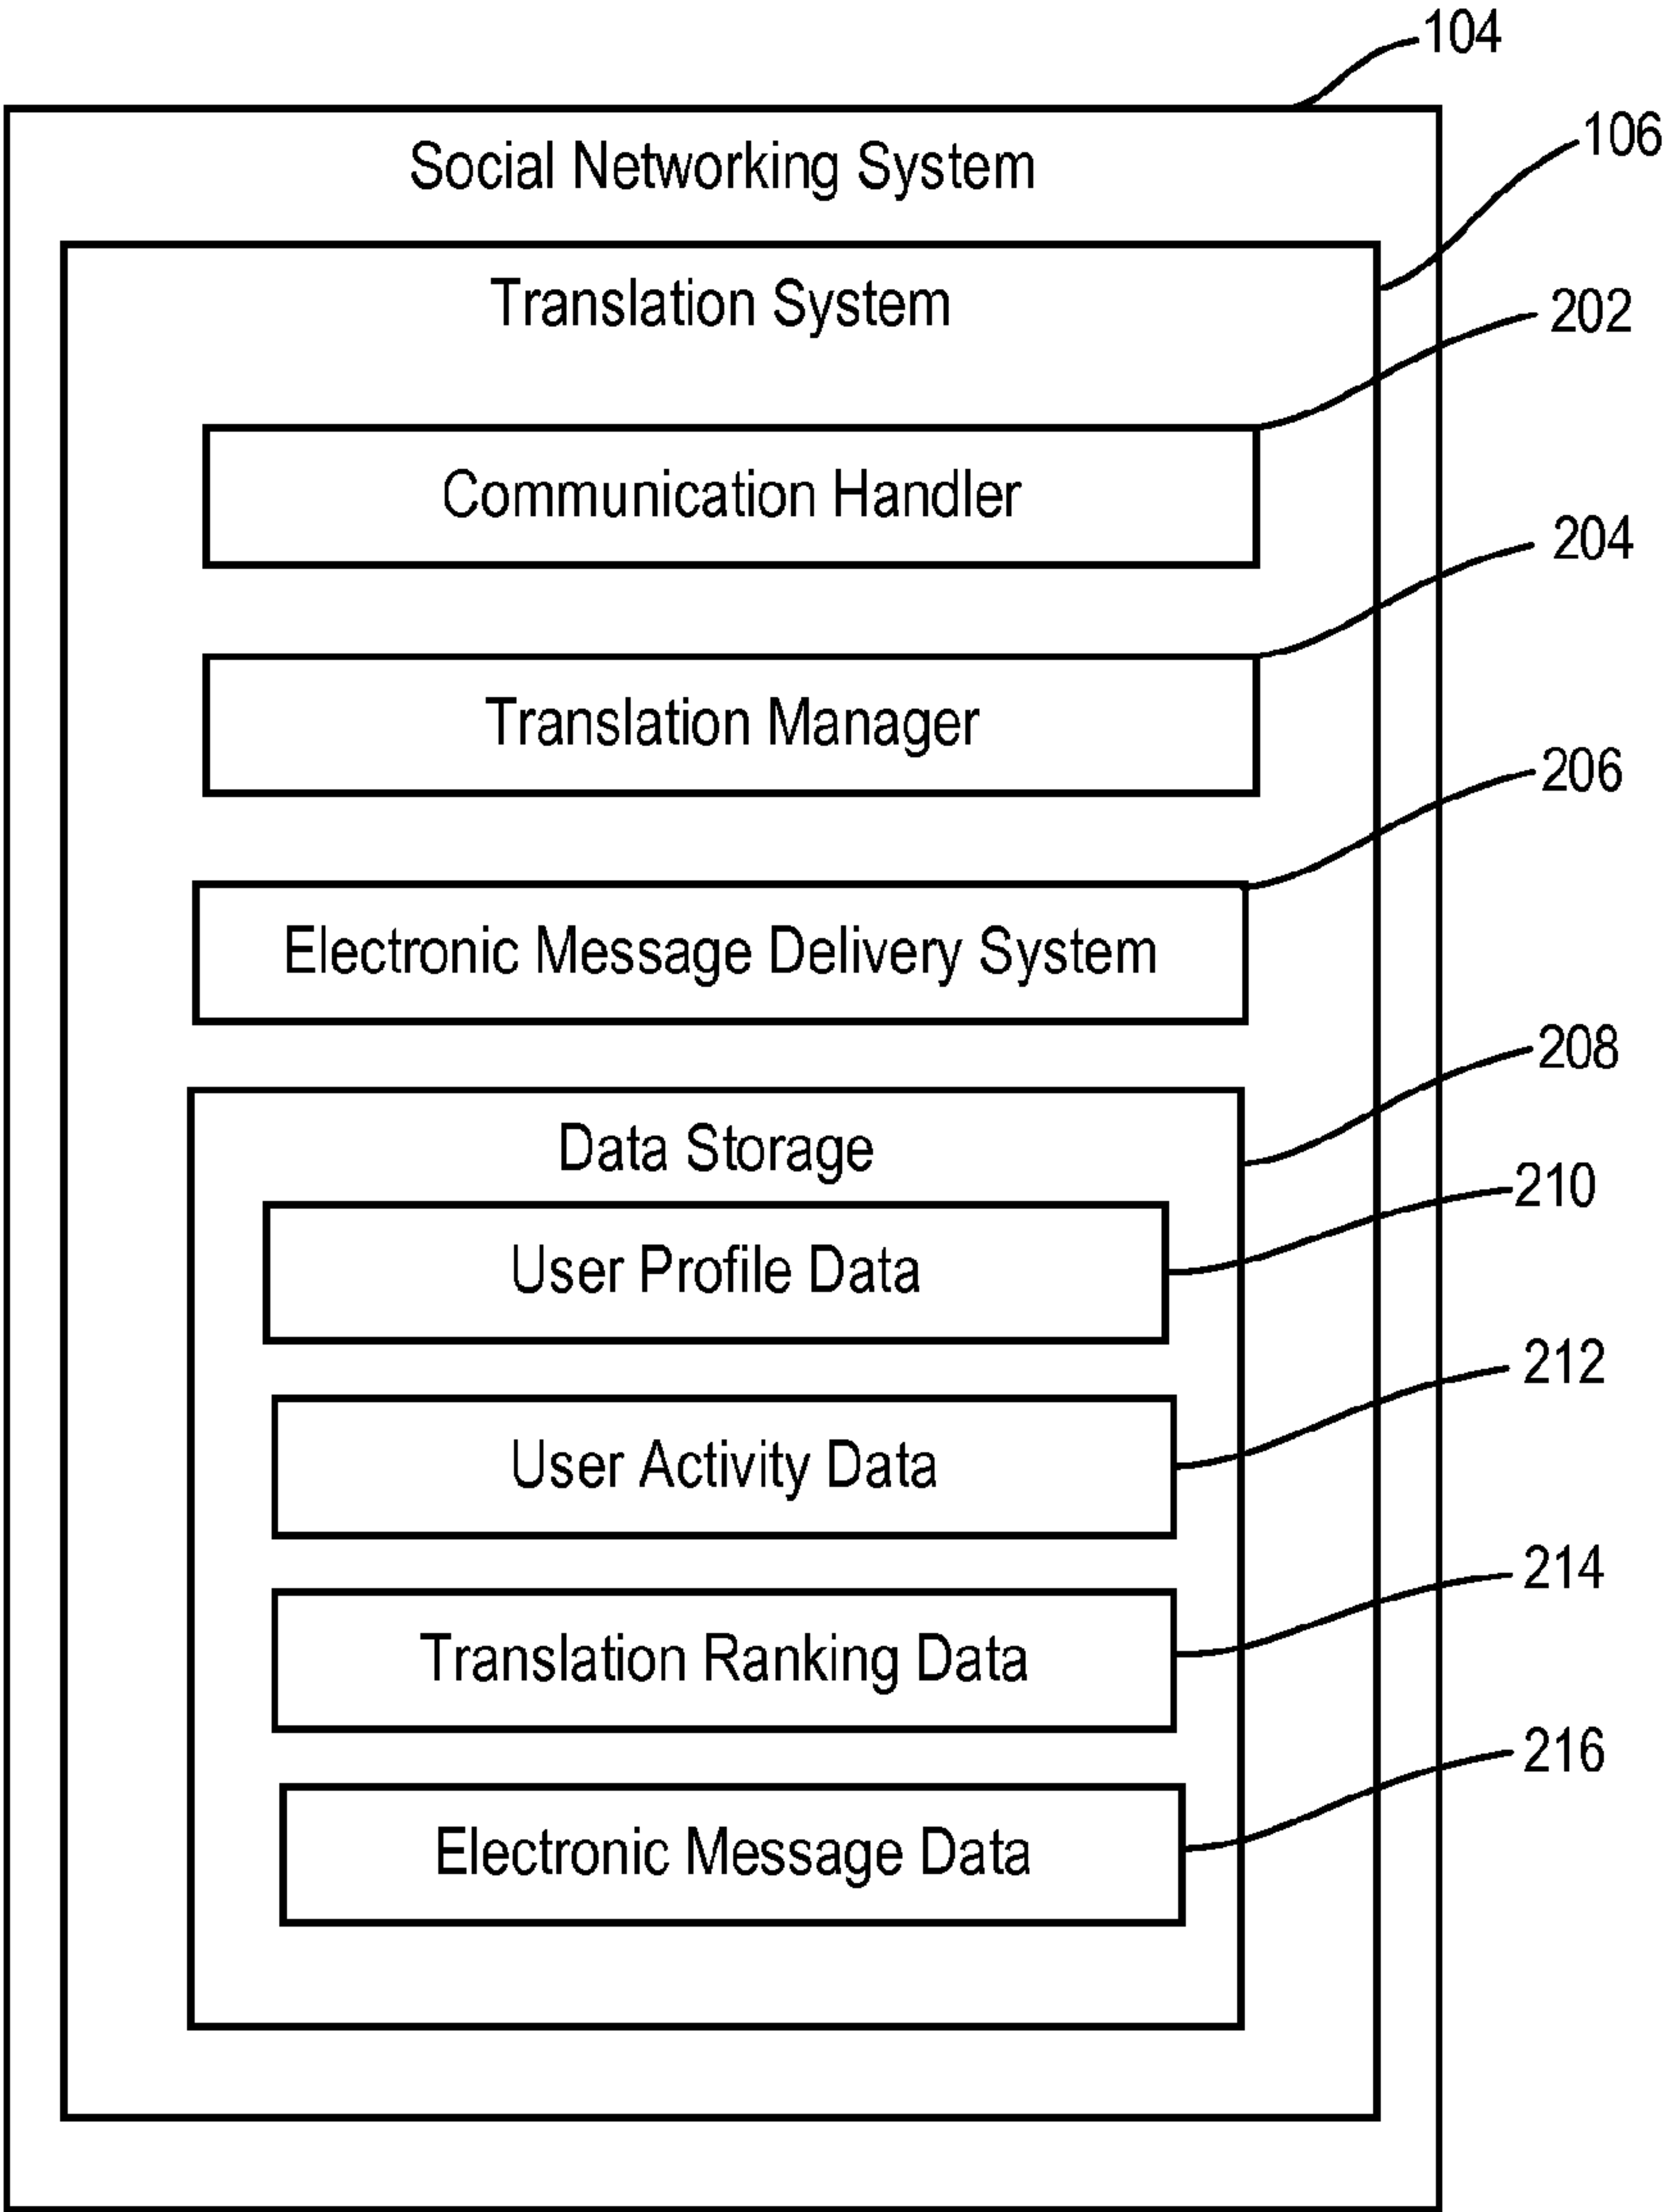 104
Social Networking System
106
Translation System
202
Communication Handler
204
Translation Manager
206
Electronic Message Delivery System
208
Data Storage
210
User Profile Data
212
User Activity Data
214
Translation Ranking Data
216
Electronic Message Data